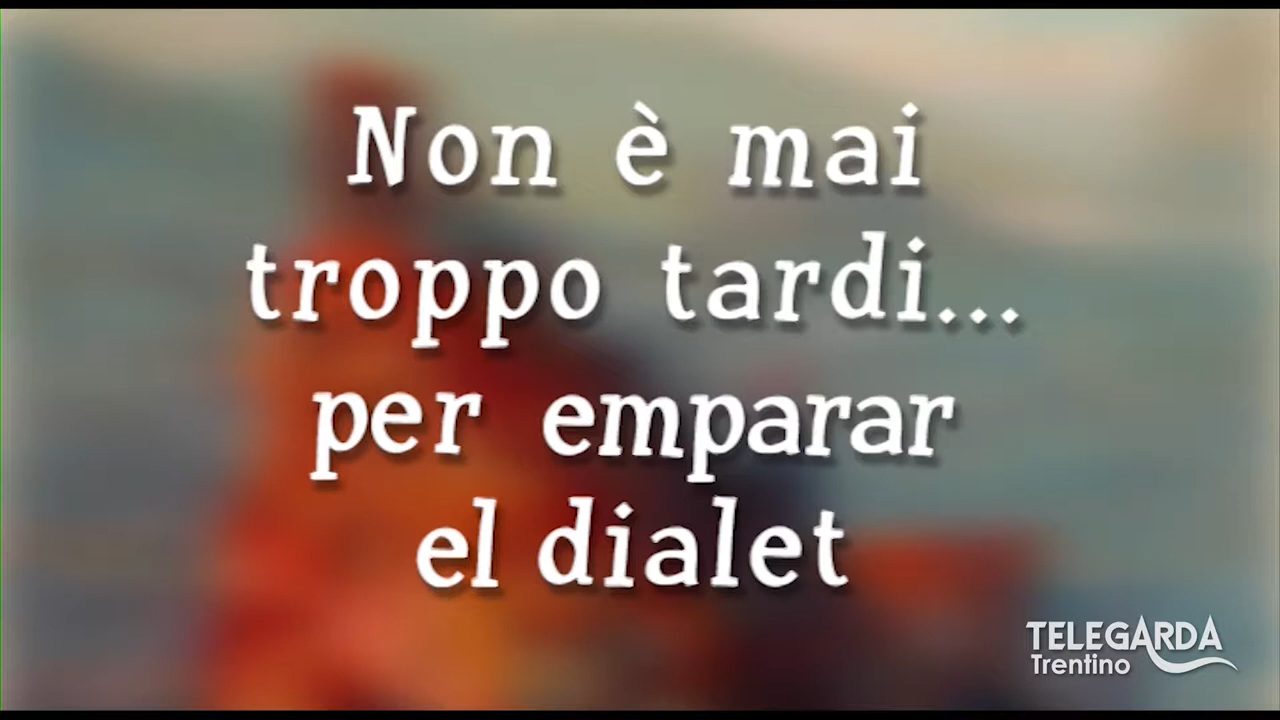 Non è mai
troppo tardi...
per emparar
el dialet
TELEGARDA
Trentino